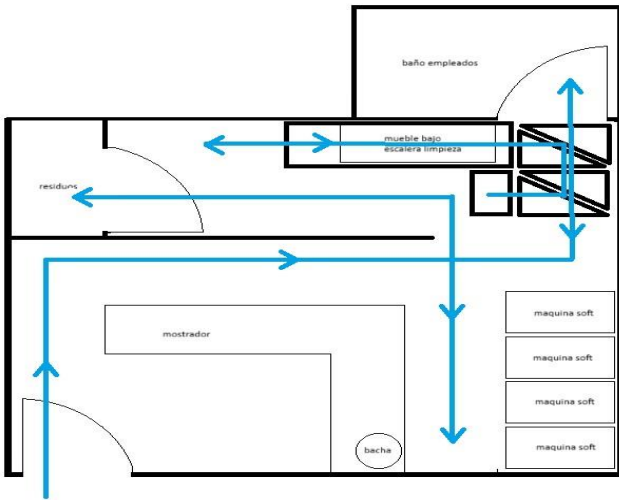 baño empleados
mueble bajo
escalera limpieza
residuos
maquina soft
mostrador
maquina soft
maquina soft
bacha
maquina soft